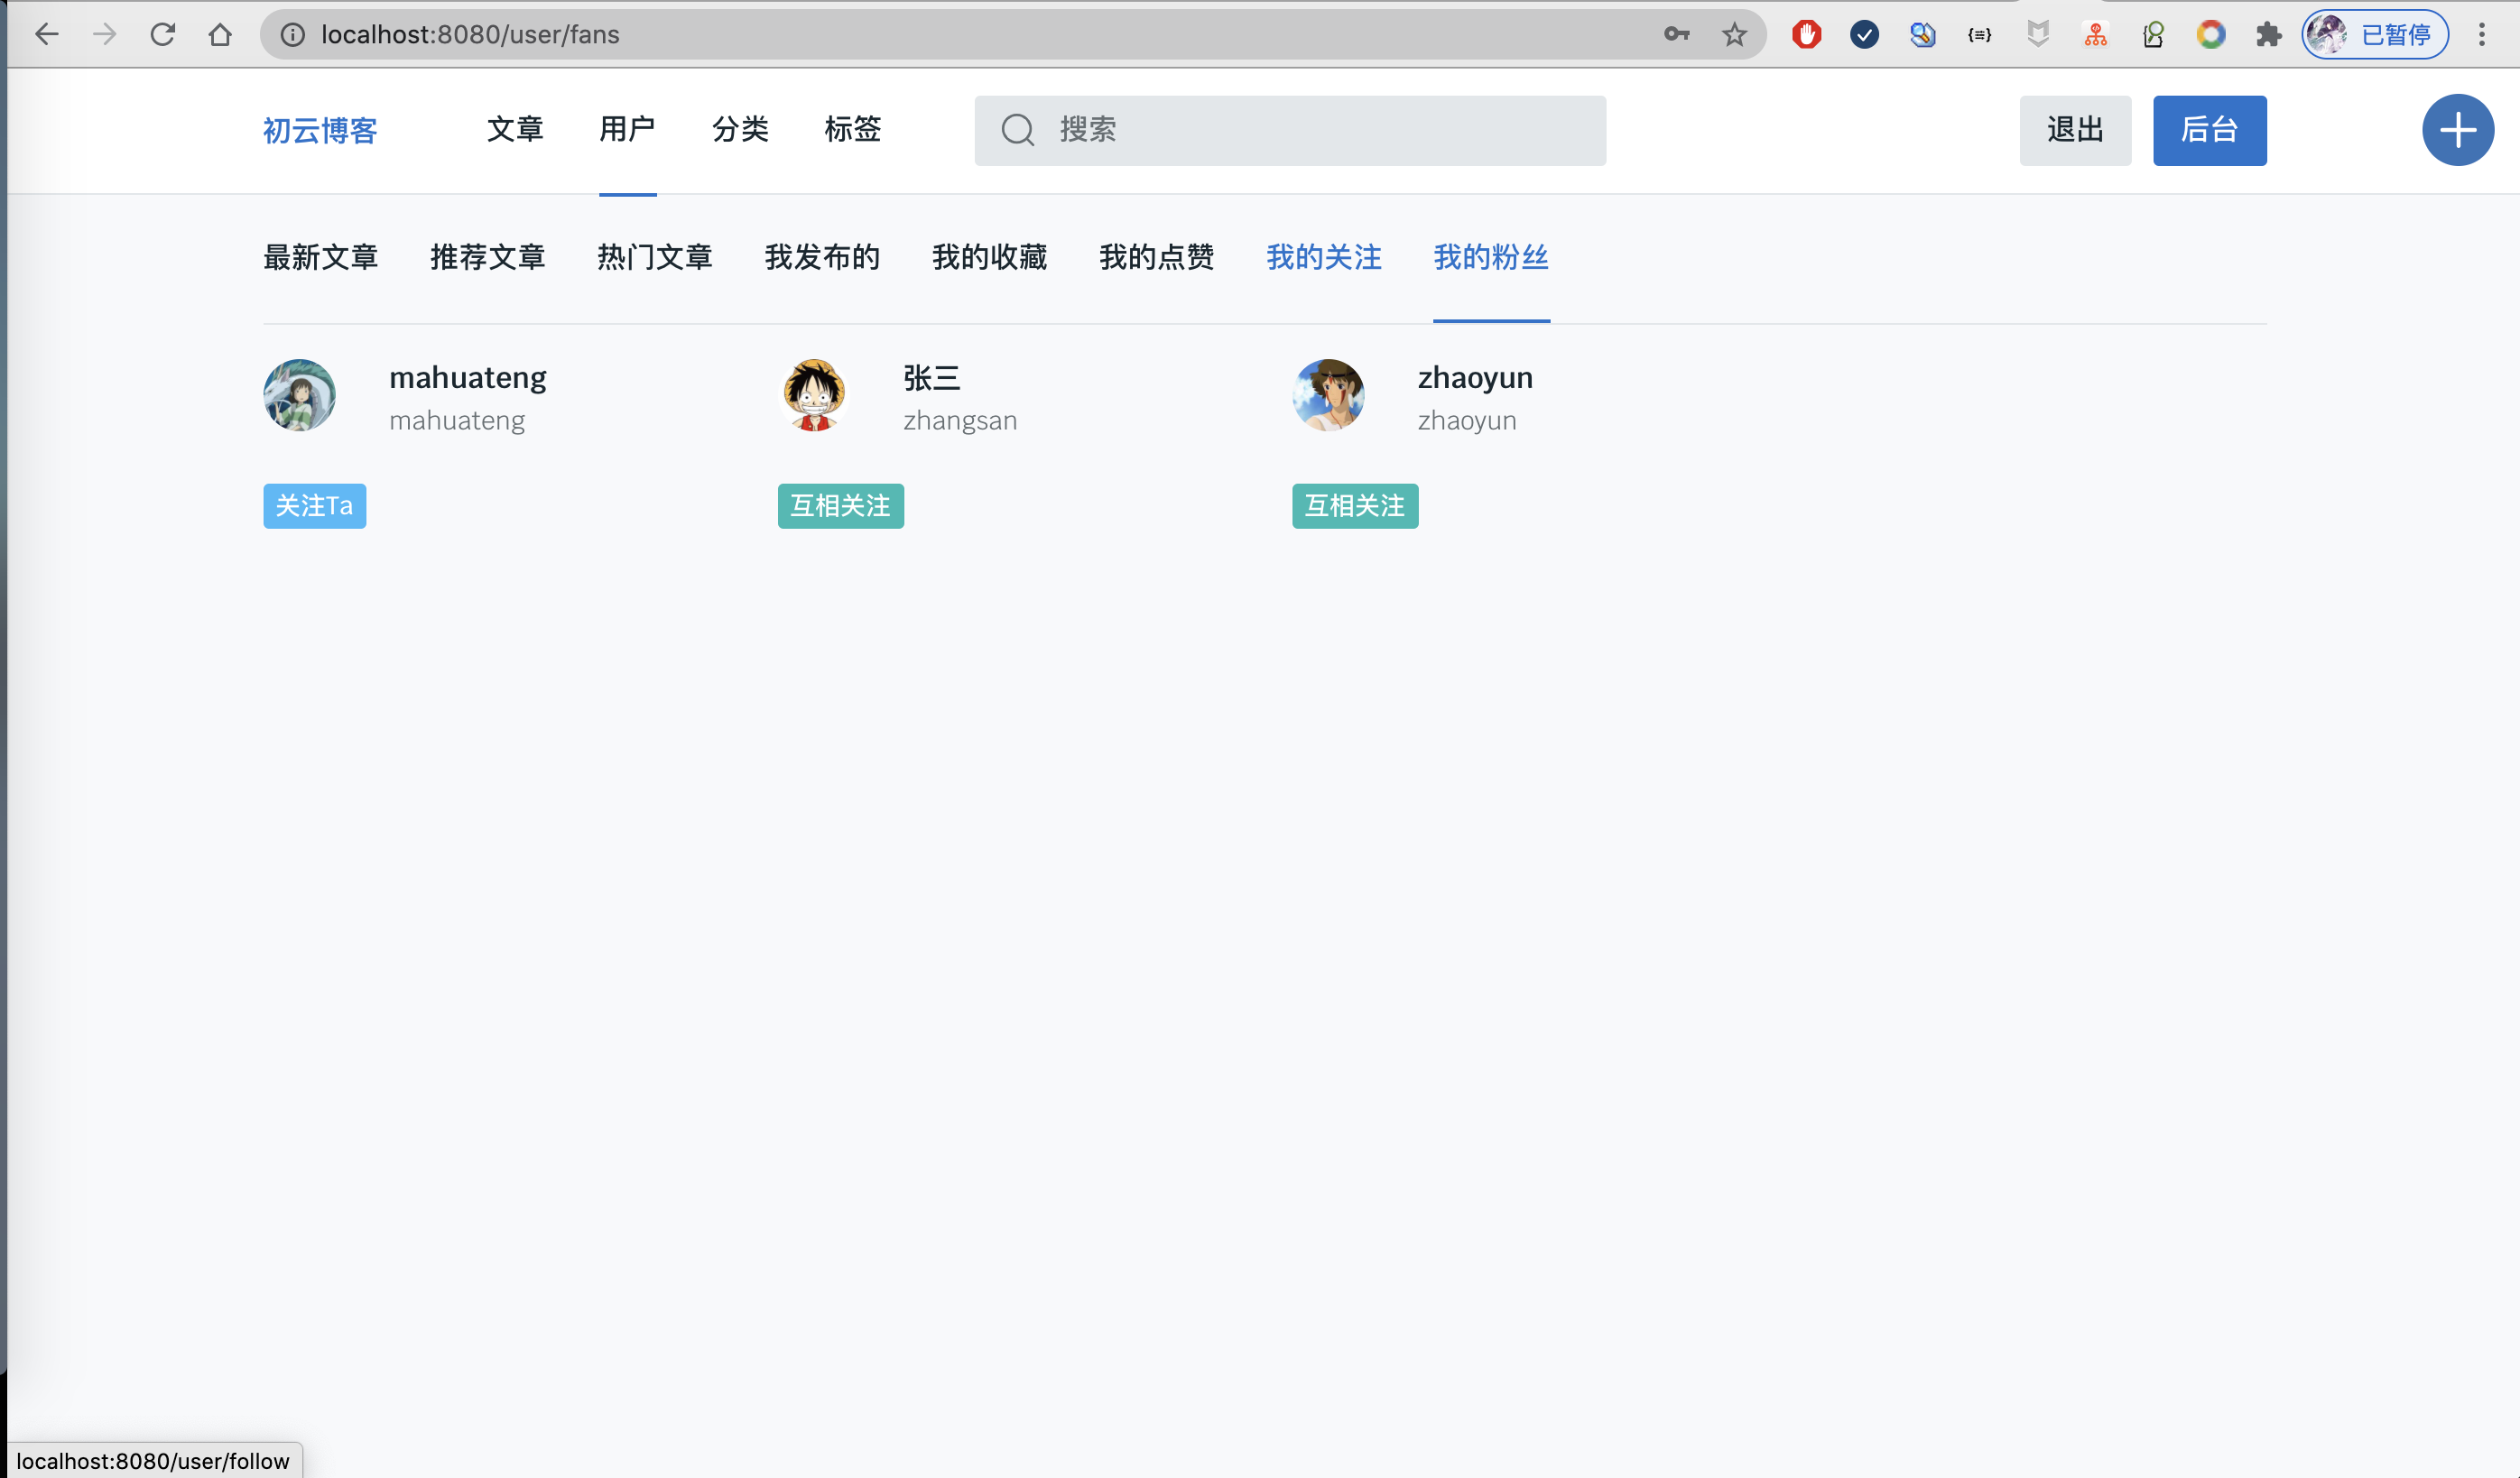 localhost:8080/user/fans
已暂停
初云博客
文章
用户
分类
标签
搜索
退出
后台
最新文章
推荐文章
热门文章
我发布的
我的收藏
我的点赞
我的关注
我的粉丝
mahuateng
mahuateng
关注Ta
张三
zhangsan
互相关注
zhaoyun
zhaoyun
互相关注
localhost:8080/user/follow